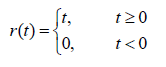 r(t) = { t, t ≥ 0
0, t < 0